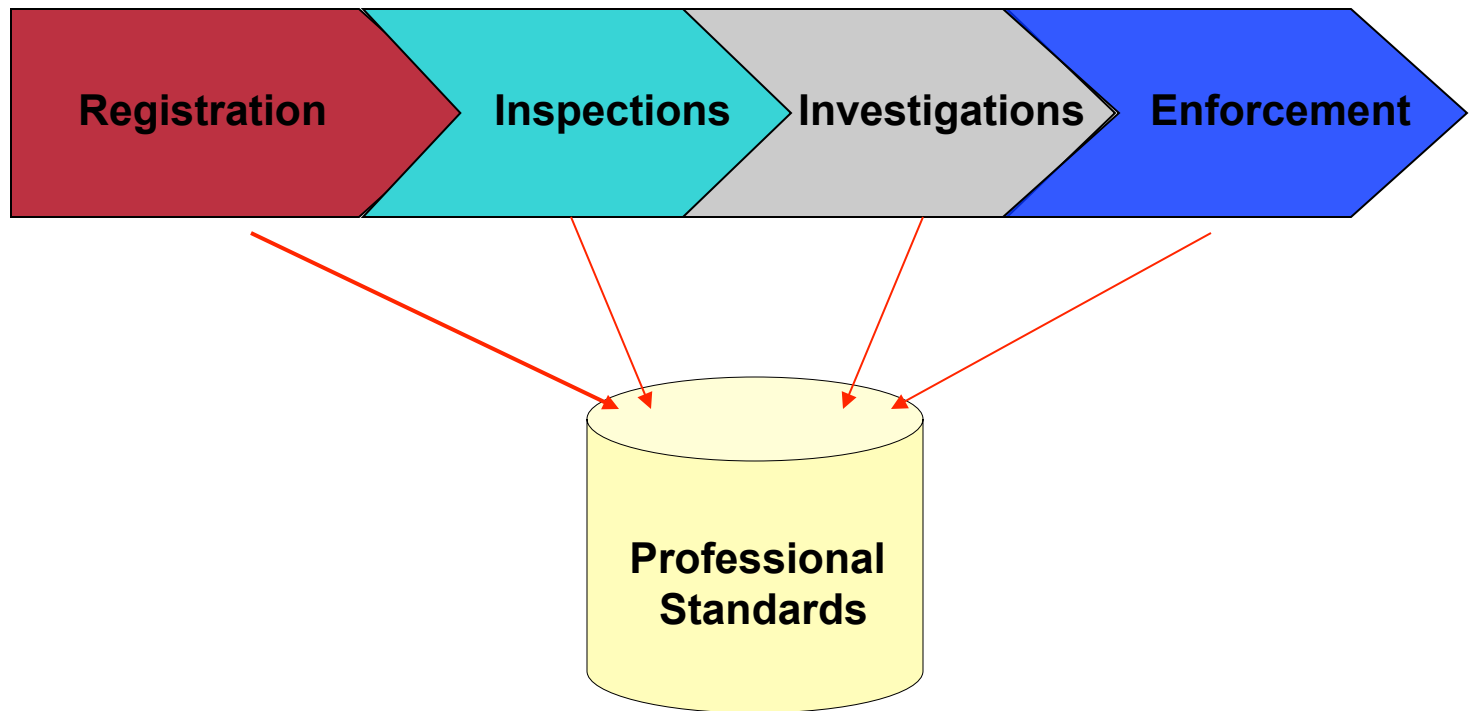 Registration
Inspections
Investigations
Enforcement
Professional
Standards